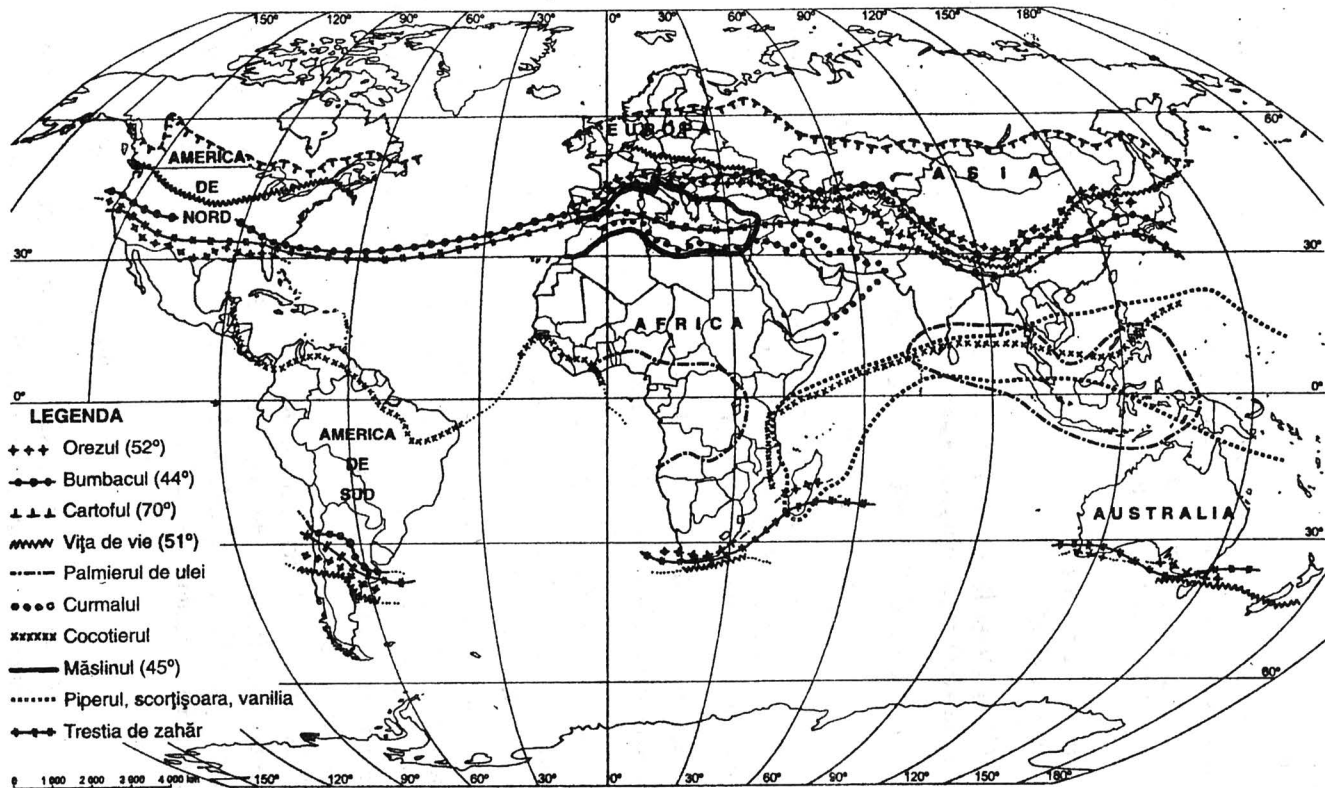 150° 120° 90° 60° 30° 0° 30° 60° 90° 120° 150° 180°
60°
EUROPA
AMERICA
DE
NORD
ASIA
30° 30°
AFRICA
0° 0°
LEGENDA
Orezul (52°)
Bumbacul (44°)
Cartoful (70°)
Viţa de vie (51°)
Palmierul de ulei
Curmalul
Cocotierul
Măslinul (45°)
Piperul, scorţişoara, vanilia
Trestia de zahăr
AMERICA
DE
SUD
AUSTRALIA
30° 30°
60°
0 1 000 2 000 3 000 4 000 km
150° 120° 90° 60° 30° 0° 30° 60° 90° 120° 150° 180°